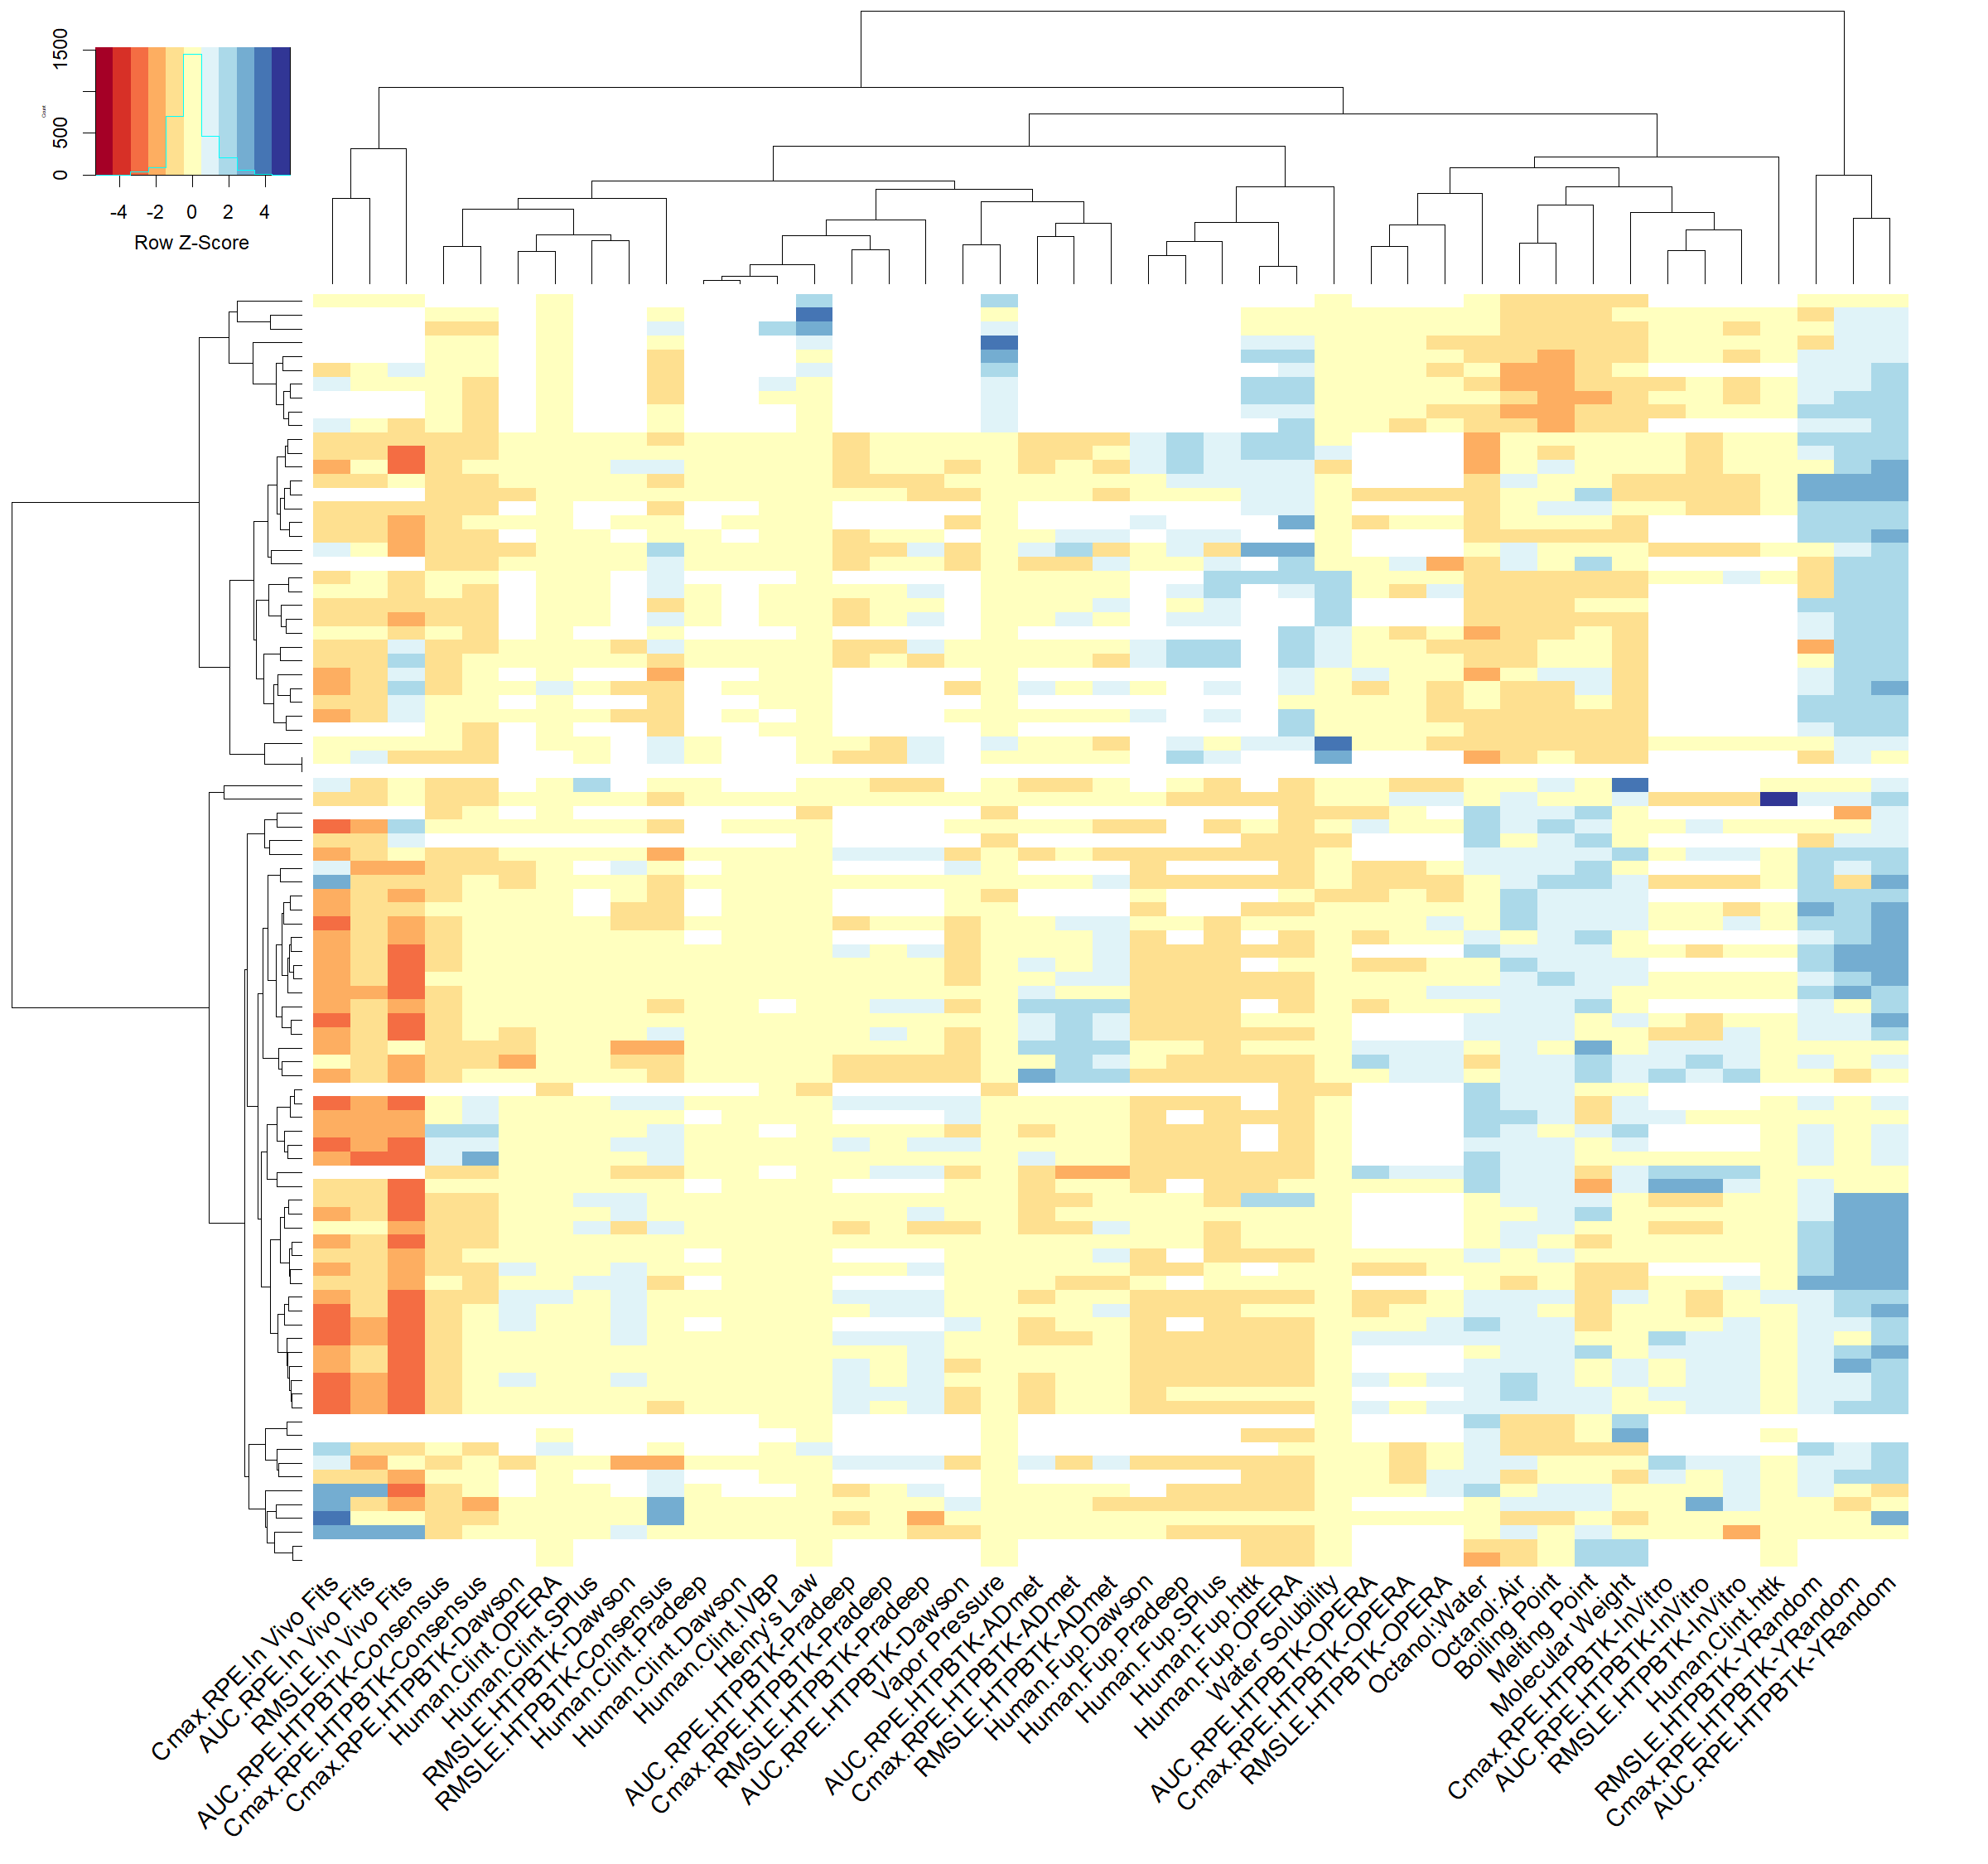 1500
500
0
Count
-4 -2 0 2 4
Row Z-Score
Cmax.RPE.In Vivo Fits
AUC.RPE.In Vivo Fits
RMSLE.In Vivo Fits
AUC.RPE.HTPBTK-Consensus
Cmax.RPE.HTPBTK-Consensus
Cmax.RPE.HTPBTK-Dawson
Human.Clint.OPERA
Human.Clint.SPlus
RMSLE.HTPBTK-Dawson
RMSLE.HTPBTK-Consensus
Human.Clint.Pradeep
Human.Clint.Dawson
Human.Clint.IVBP
Henry's Law
AUC.RPE.HTPBTK-Pradeep
Cmax.RPE.HTPBTK-Pradeep
RMSLE.HTPBTK-Pradeep
AUC.RPE.HTPBTK-Dawson
Vapor Pressure
AUC.RPE.HTPBTK-ADmet
Cmax.RPE.HTPBTK-ADmet
RMSLE.HTPBTK-ADmet
Human.Fup.Dawson
Human.Fup.Pradeep
Human.Fup.SPlus
Human.Fup.httk
Human.Fup.OPERA
Water Solubility
AUC.RPE.HTPBTK-OPERA
Cmax.RPE.HTPBTK-OPERA
RMSLE.HTPBTK-OPERA
Octanol:Water
Octanol:Air
Boiling Point
Melting Point
Molecular Weight
Cmax.RPE.HTPBTK-InVitro
AUC.RPE.HTPBTK-InVitro
RMSLE.HTPBTK-InVitro
Human.Clint.httk
RMSLE.HTPBTK-YRandom
Cmax.RPE.HTPBTK-YRandom
AUC.RPE.HTPBTK-YRandom